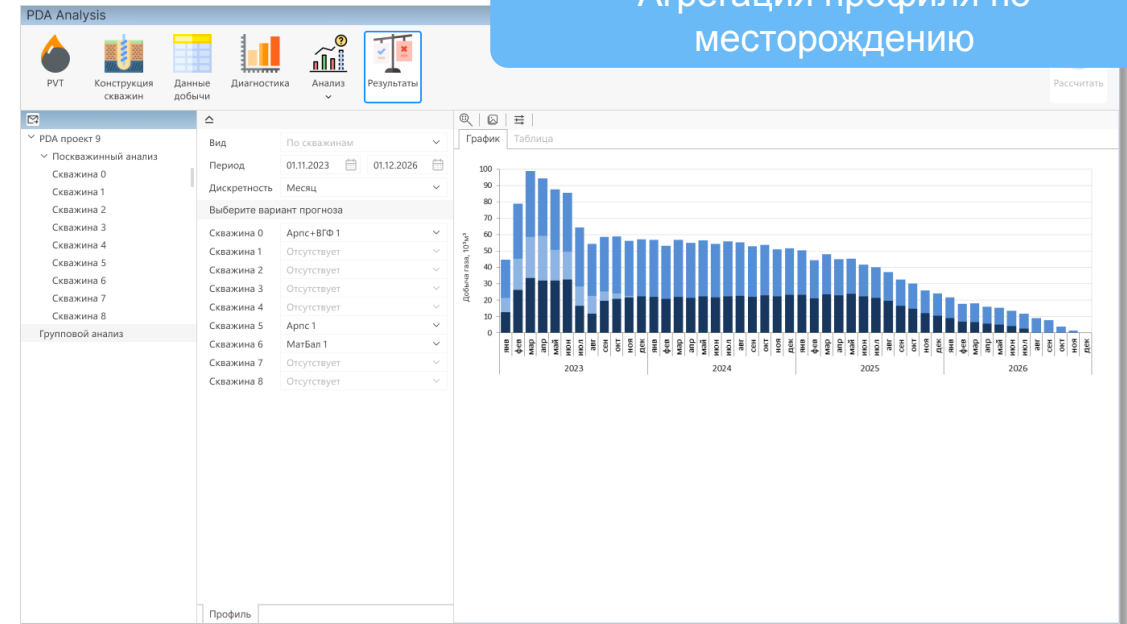 PDA Analysis
Агрегация профиля по
месторождению
PVT
Конструкция
скважин
Данные
добычи
Диагностика
Анализ
Результаты
Рассчитать
PDA проект 9
Поскважинный анализ
Скважина 0
Скважина 1
Скважина 2
Скважина 3
Скважина 4
Скважина 5
Скважина 6
Скважина 7
Скважина 8
Групповой анализ
Вид По скважинам
Период 01.11.2023 01.12.2026
Дискретность Месяц
Выберите вариант прогноза
Скважина 0 Арпс+ВГФ 1
Скважина 1 Отсутствует
Скважина 2 Отсутствует
Скважина 3 Отсутствует
Скважина 4 Отсутствует
Скважина 5 Арпс 1
Скважина 6 МатБал 1
Скважина 7 Отсутствует
Скважина 8 Отсутствует
Профиль
График Таблица
Добыча газа, 10³м³
100
90
80
70
60
50
40
30
20
10
0
янв фев мар апр май июн июл авг сен окт ноя дек янв фев мар апр май июн июл авг сен окт ноя дек янв фев мар апр май июн июл авг сен окт ноя дек янв фев мар апр май июн июл авг сен окт ноя дек
2023 2024 2025 2026